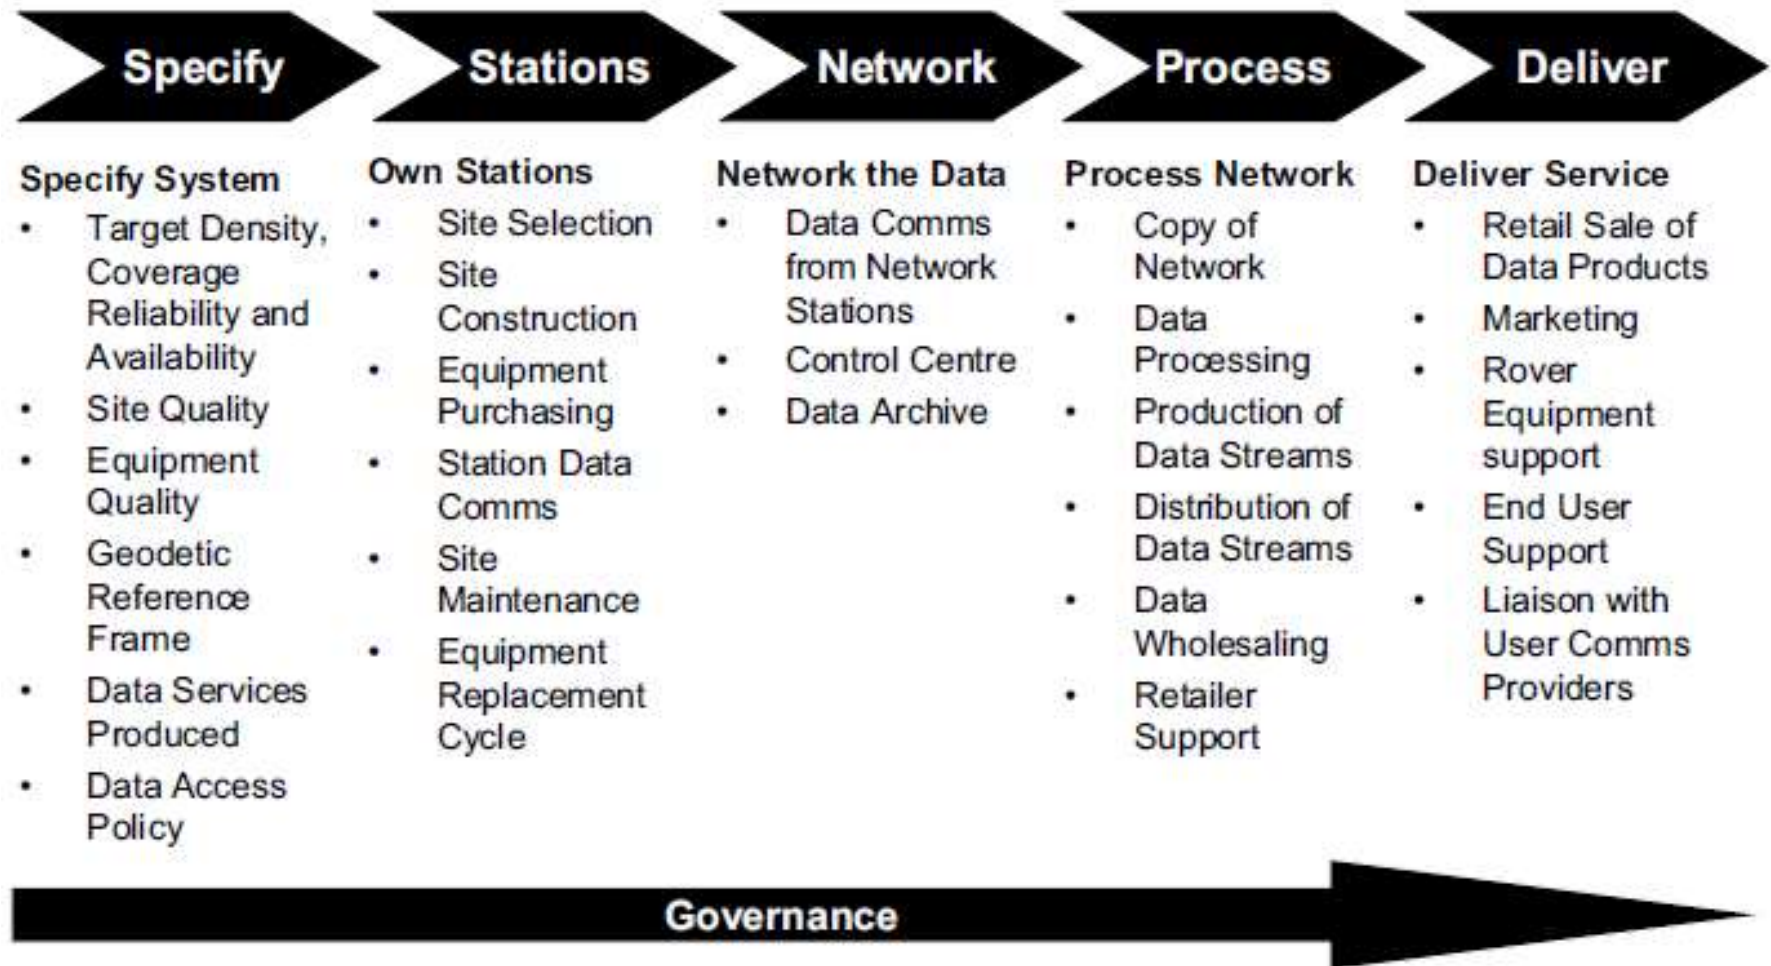 Specify
Stations
Network
Process
Deliver
Specify System
• Target Density,
Coverage
Reliability and
Availability
• Site Quality
• Equipment
Quality
• Geodetic
Reference
Frame
• Data Services
Produced
• Data Access
Policy
Own Stations
• Site Selection
• Site
Construction
• Equipment
Purchasing
• Station Data
Comms
• Site
Maintenance
• Equipment
Replacement
Cycle
Network the Data
• Data Comms
from Network
Stations
• Control Centre
• Data Archive
Process Network
• Copy of
Network
• Data
Processing
• Production of
Data Streams
• Distribution of
Data Streams
• Data
Wholesaling
• Retailer
Support
Deliver Service
• Retail Sale of
Data Products
• Marketing
• Rover
Equipment
support
• End User
Support
• Liaison with
User Comms
Providers
Governance